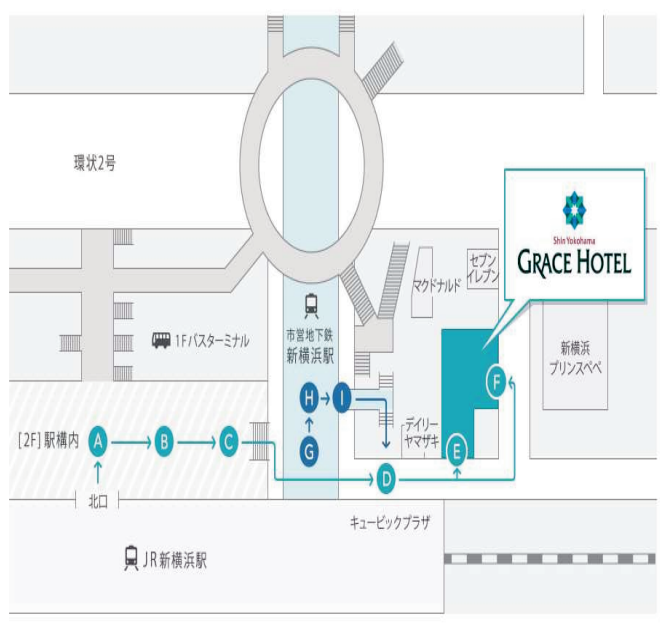 環状2号
Shin Yokohama
GRACE HOTEL
セブン
イレブン
マクドナルド
市営地下鉄
新横浜駅
1Fバスターミナル
新横浜
プリンスペペ
H
I
F
[2F] 駅構内
A
B
C
G
デイリー
ヤマザキ
E
D
北口
キュービックプラザ
JR新横浜駅